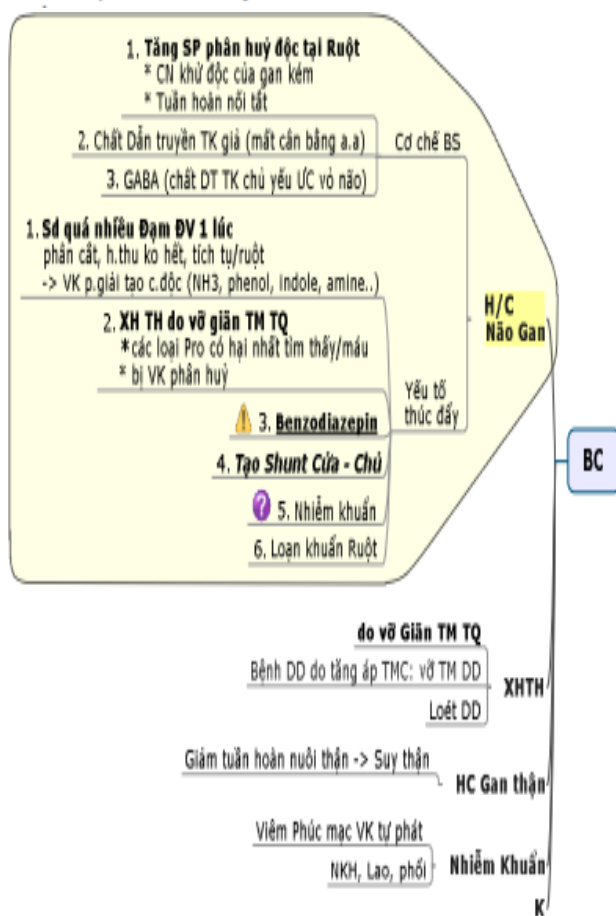 1. Tăng SP phân huỷ độc tại Ruột
* CN khử độc của gan kém
* Tuần hoàn nối tắt
2. Chất Dẫn truyền TK giả (mất cân bằng a.a)
3. GABA (chất DT TK chủ yếu ƯC vỏ não)
Cơ chế BS
1. Sd quá nhiều Đạm ĐV 1 lúc
phân cắt, h.thu ko hết, tích tụ/ruột
-> VK p.giải tạo c.độc (NH3, phenol, indole, amine..)
2. XH TH do vỡ giãn TM TQ
*các loại Pro có hại nhất tìm thấy/máu
* bị VK phân huỷ
3. Benzodiazepin
4. Tạo Shunt Cửa - Chủ
5. Nhiễm khuẩn
6. Loạn khuẩn Ruột
Yếu tố
thúc đẩy
H/C
Não Gan
BC
do vỡ Giãn TM TQ
Bệnh DD do tăng áp TMC: vỡ TM DD
Loét DD
XHTH
Giảm tuần hoàn nuôi thận -> Suy thận
HC Gan thận
Viêm Phúc mạc VK tự phát
NKH, Lao, phổi
Nhiễm Khuẩn
K